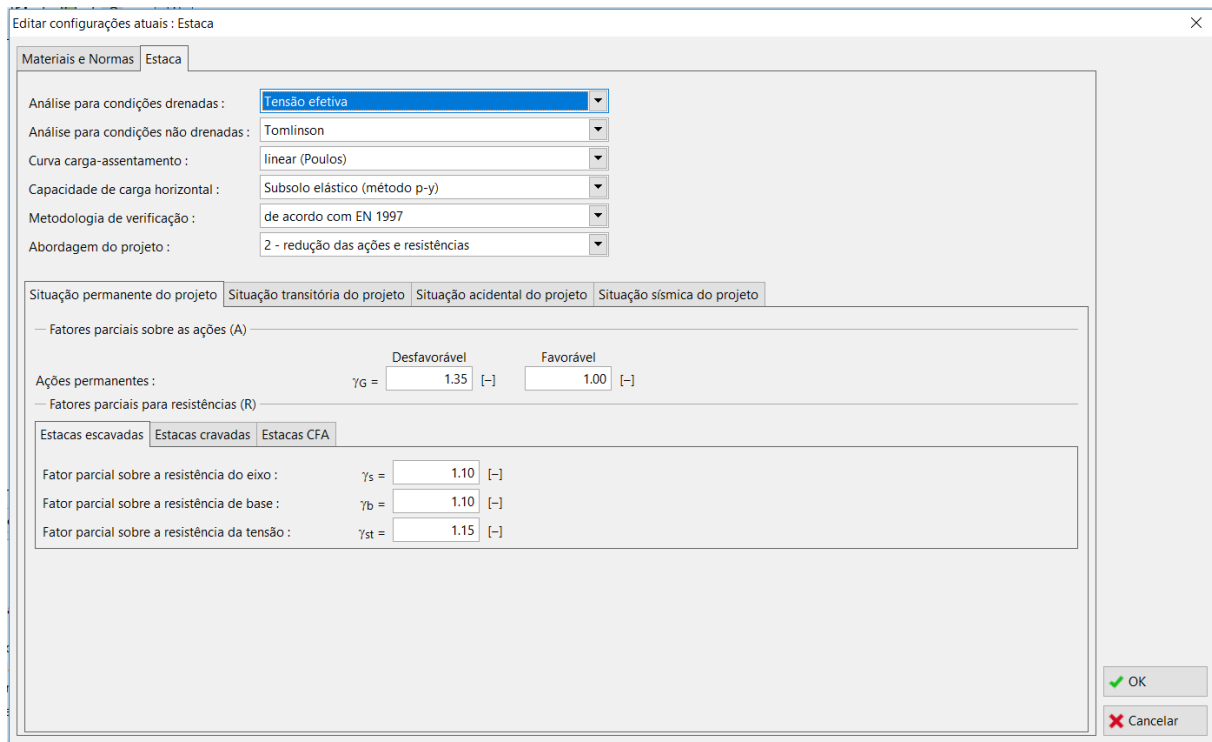 Editar configurações atuais : Estaca
Materiais e Normas Estaca
Análise para condições drenadas : Tensão efetiva
Análise para condições não drenadas : Tomlinson
Curva carga-assentamento : linear (Poulos)
Capacidade de carga horizontal : Subsolo elástico (método p-y)
Metodologia de verificação : de acordo com EN 1997
Abordagem do projeto : 2 - redução das ações e resistências
Situação permanente do projeto Situação transitória do projeto Situação acidental do projeto Situação sísmica do projeto
Fatores parciais sobre as ações (A)
Desfavorável Favorável
Ações permanentes : γG = 1.35 [–] 1.00 [–]
Fatores parciais para resistências (R)
Estacas escavadas Estacas cravadas Estacas CFA
Fator parcial sobre a resistência do eixo : γs = 1.10 [–]
Fator parcial sobre a resistência de base : γb = 1.10 [–]
Fator parcial sobre a resistência da tensão : γst = 1.15 [–]
OK
Cancelar